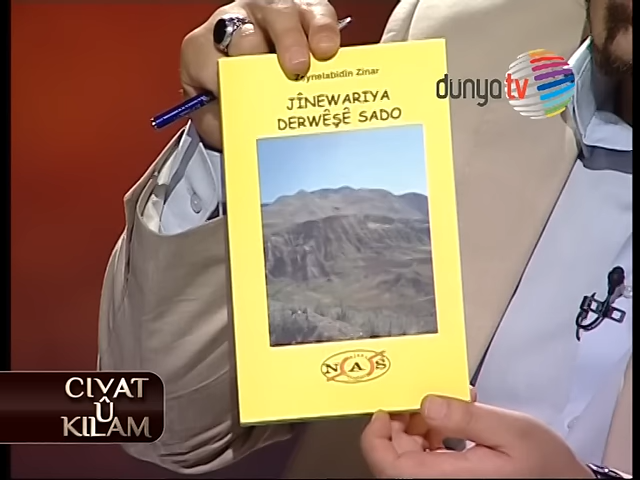 Zeynelabidîn Zinar
JÎNEWARIYA
DERWÊŞÊ SADO
NAS
dunya tv
CIVAT
Û
KILAM